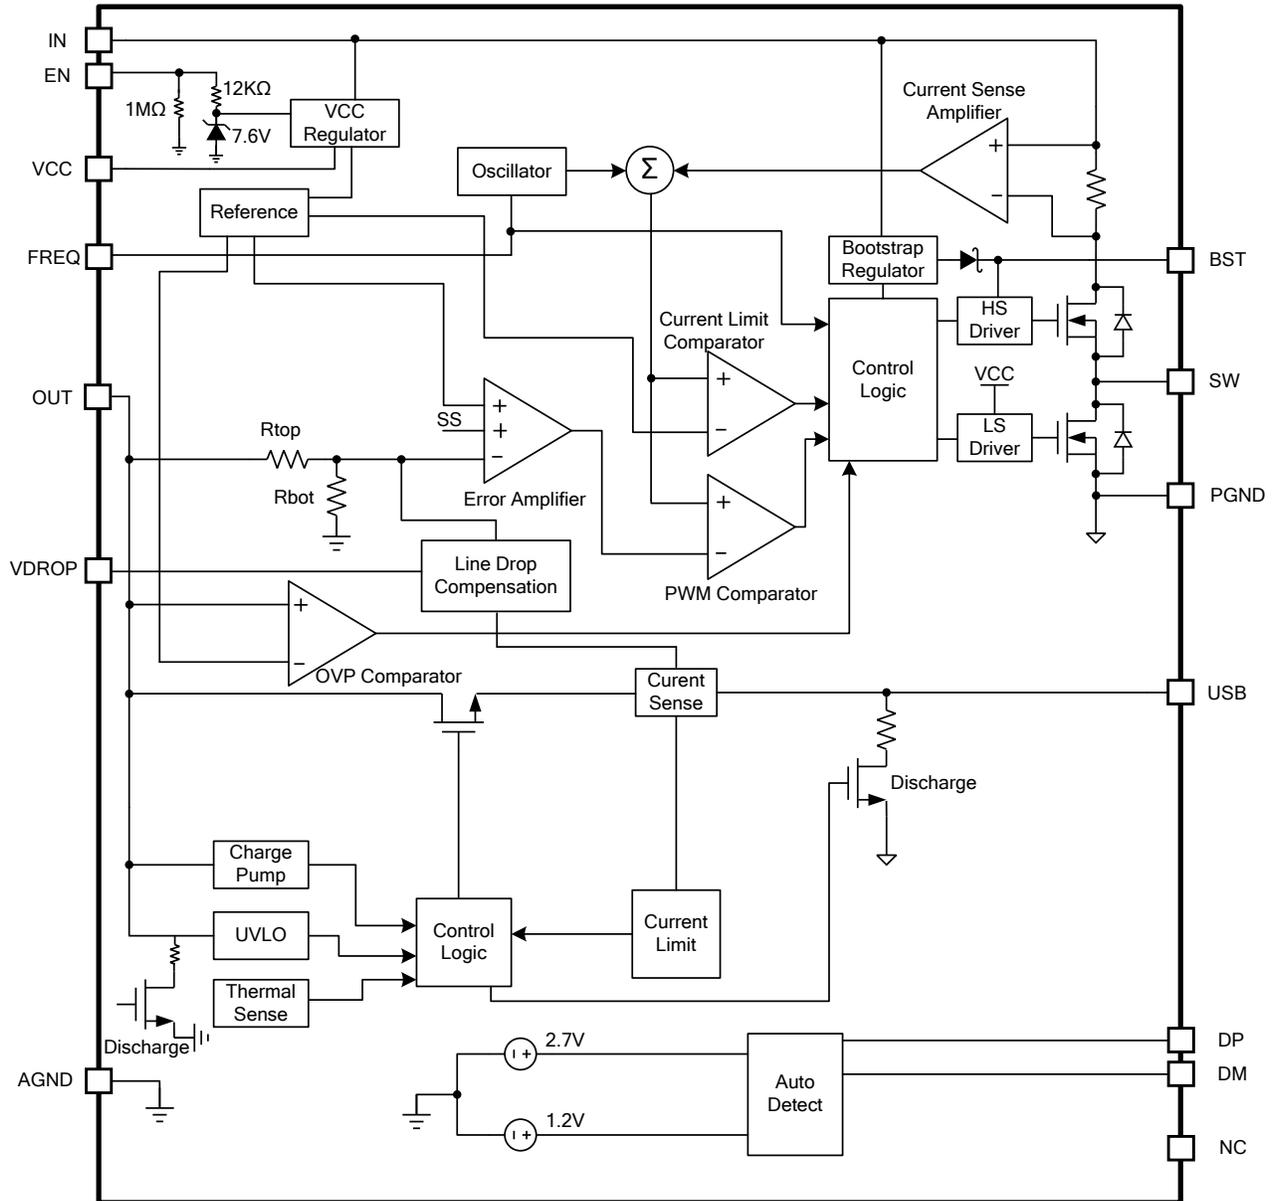 IN
EN
1MΩ
12KΩ
7.6V
VCC
Regulator
Current Sense
Amplifier
+
−
VCC
Oscillator
Σ
Reference
FREQ
Bootstrap
Regulator
BST
HS
Driver
Current Limit
Comparator
+
−
Control
Logic
VCC
LS
Driver
SW
OUT
Rtop
Rbot
SS
+
+
−
Error Amplifier
+
−
PWM Comparator
PGND
VDROP
Line Drop
Compensation
+
−
OVP Comparator
Curent
Sense
USB
Discharge
Charge
Pump
UVLO
Thermal
Sense
Control
Logic
Current
Limit
Discharge
AGND
2.7V
+
1.2V
+
Auto
Detect
DP
DM
NC